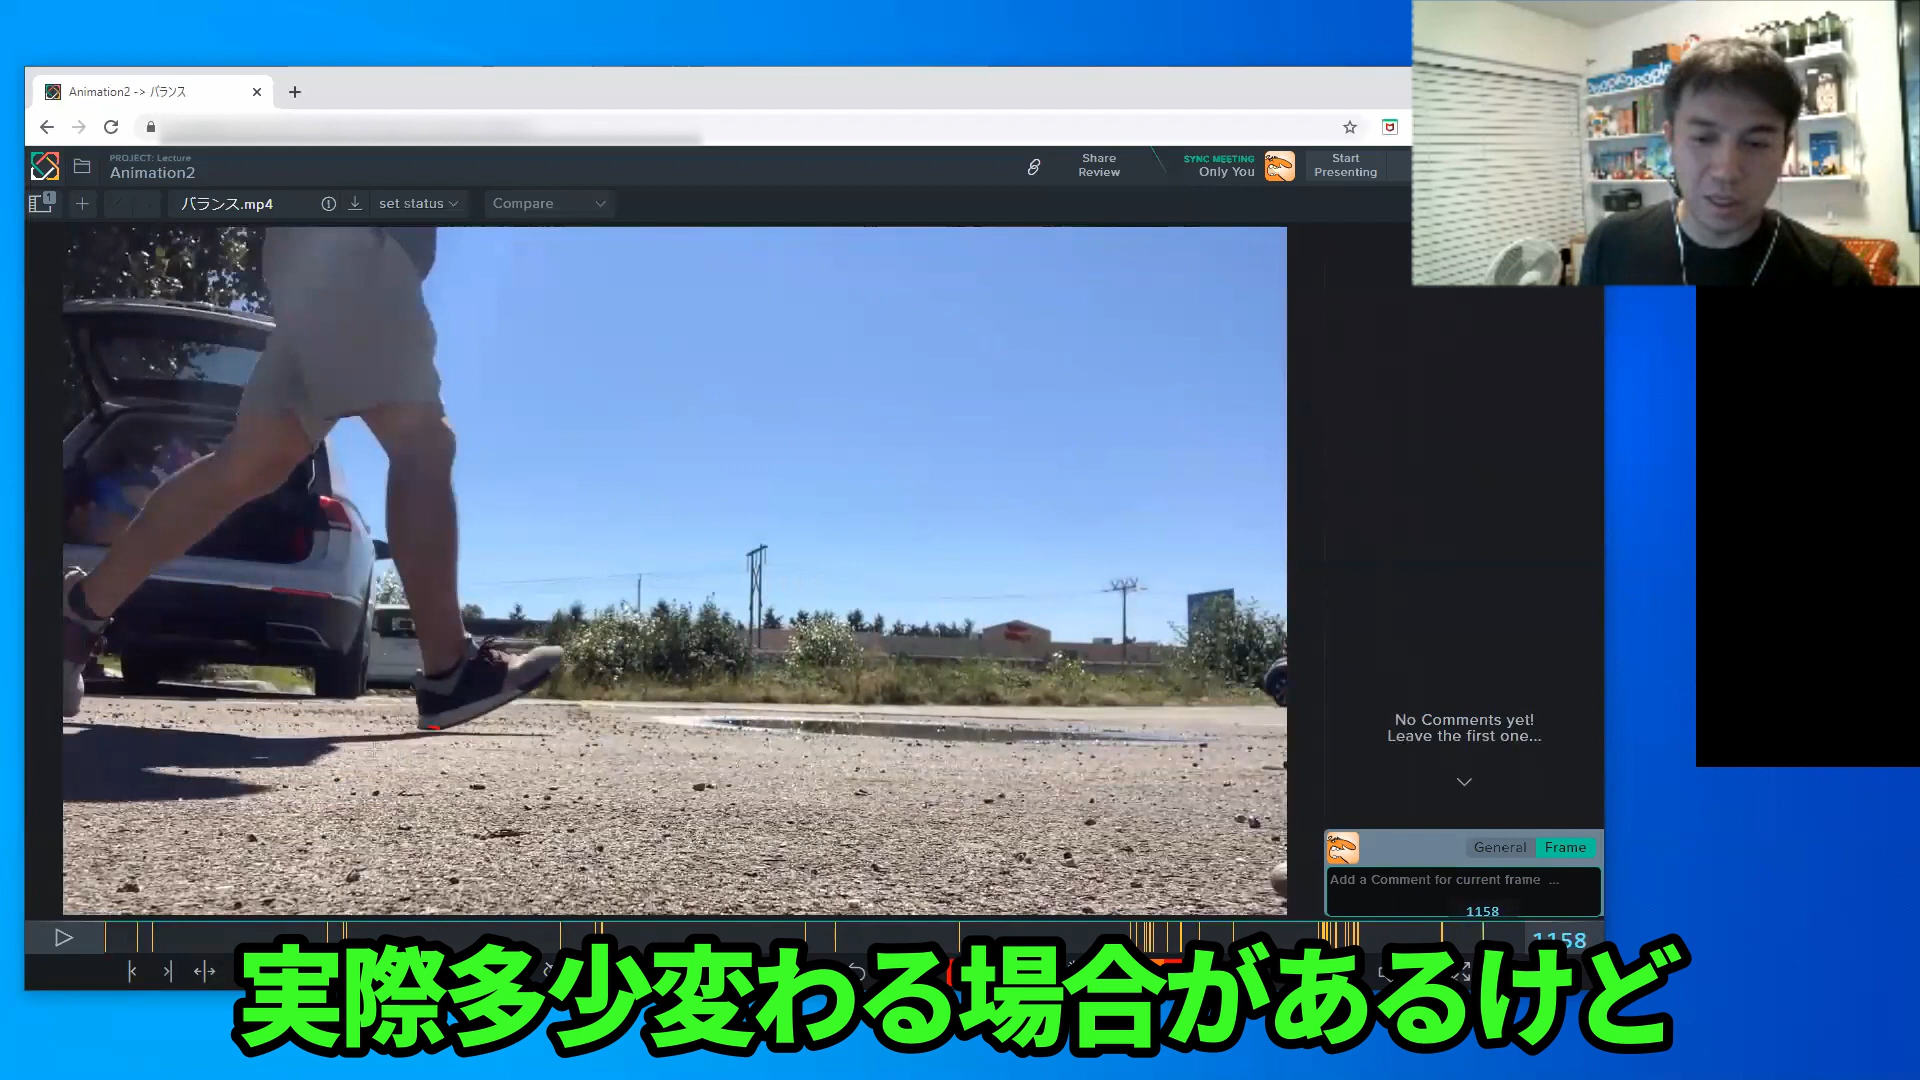 Animation2 -> バランス
PROJECT: Lecture
Animation2
Share
Review
SYNC MEETING
Only You
Start
Presenting
1
バランス.mp4
set status
Compare
No Comments yet!
Leave the first one...
General
Frame
Add a Comment for current frame ...
1158
1158
実際多少変わる場合があるけど